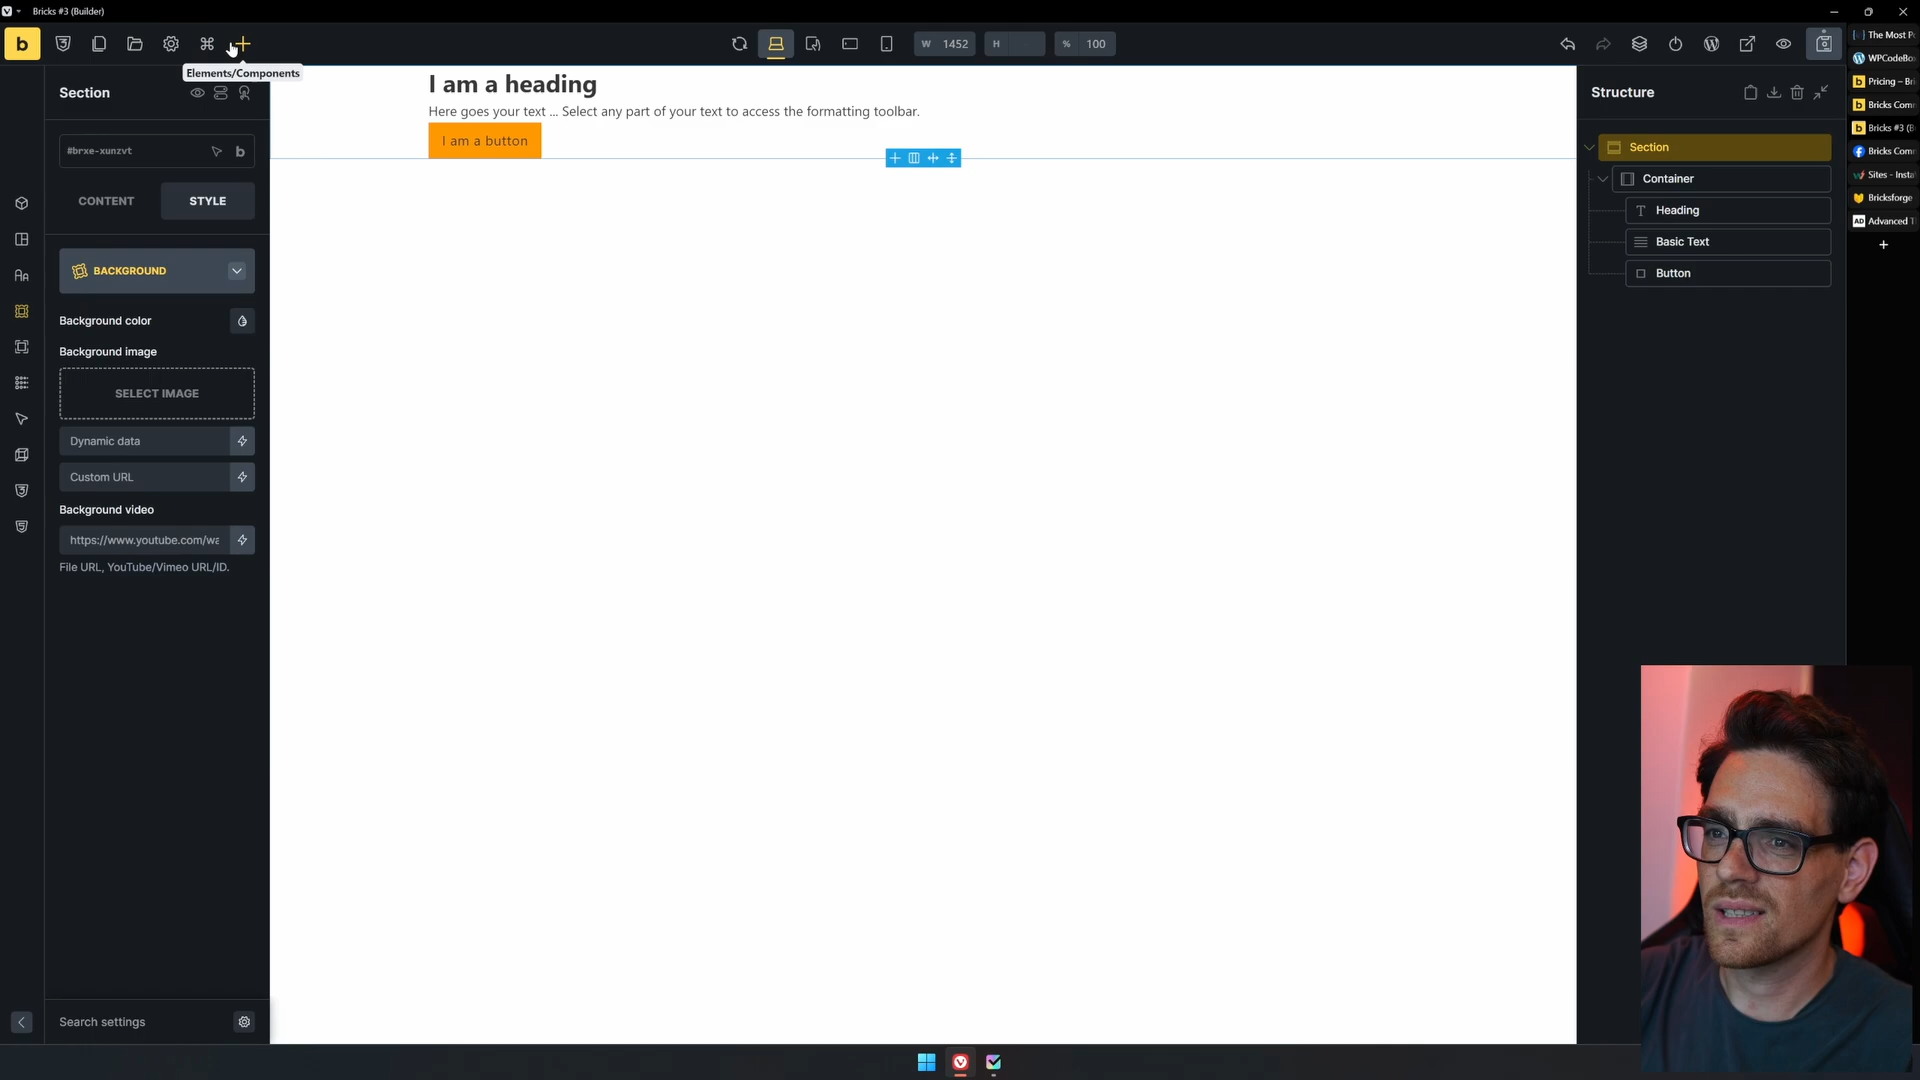 Bricks #3 (Builder)
b
W 1452
H
% 100
Elements/Components
Section
#brxe-xunzvt
b
CONTENT
STYLE
BACKGROUND
Background color
Background image
SELECT IMAGE
Dynamic data
Custom URL
Background video
https://www.youtube.com/wa
File URL, YouTube/Vimeo URL/ID.
Search settings
I am a heading
Here goes your text ... Select any part of your text to access the formatting toolbar.
I am a button
Structure
Section
Container
Heading
Basic Text
Button
The Most P
WPCodeBo
Pricing – Bri
Bricks Com
Bricks #3 (B
Bricks Com
Sites - Insta
Bricksforge
AD Advanced T